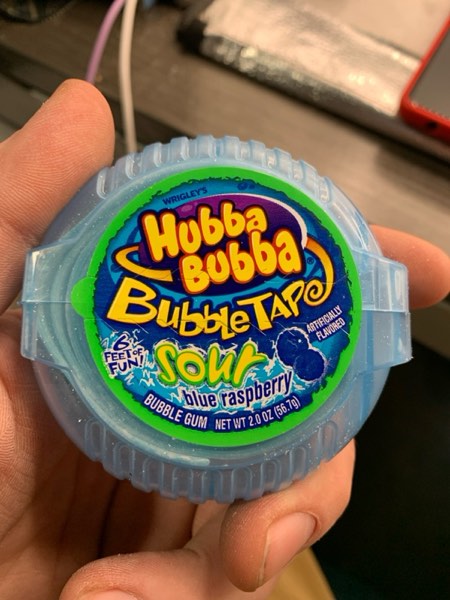 WRIGLEY'S
Hubba
Bubba
Bubble TAPe
6
FEET OF
FUN!
sour
blue raspberry
ARTIFICIALLY
FLAVORED
BUBBLE GUM NET WT 2.0 OZ (56.7g)